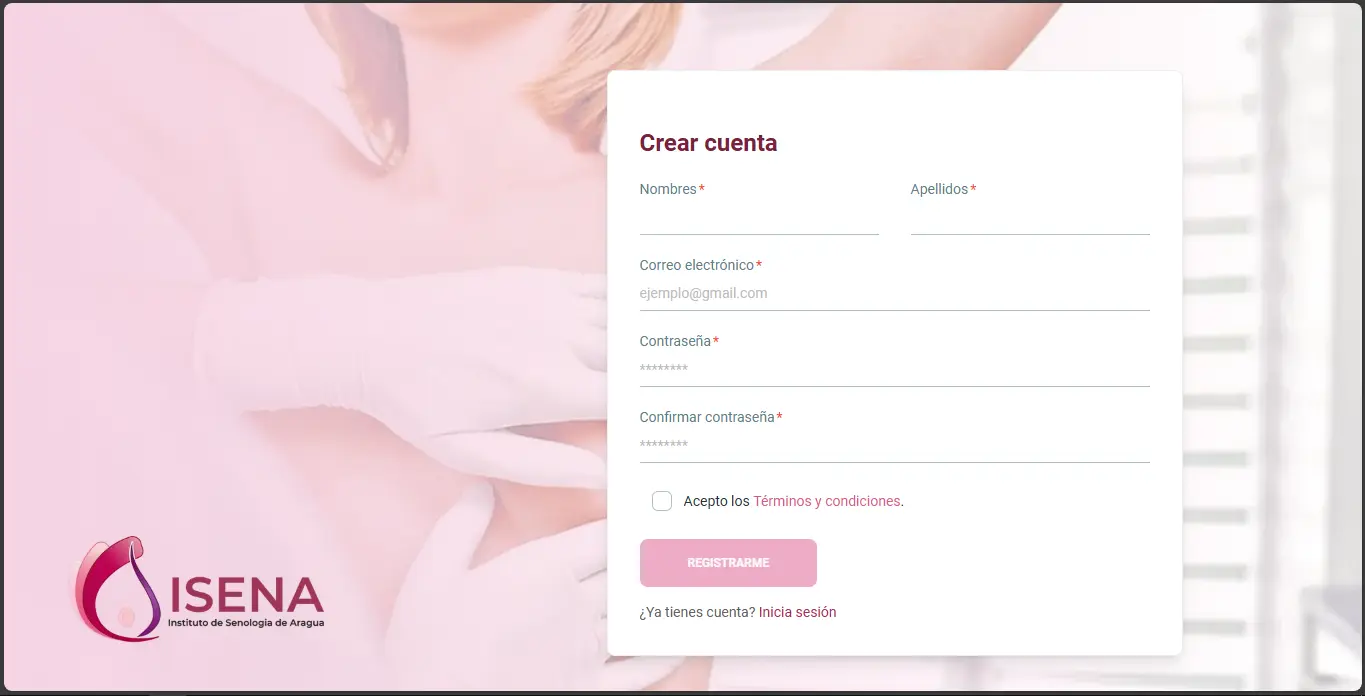 Crear cuenta
Nombres*
Apellidos*
Correo electrónico*
ejemplo@gmail.com
Contraseña*
********
Confirmar contraseña*
********
Acepto los Términos y condiciones.
REGISTRARME
¿Ya tienes cuenta? Inicia sesión
ISENA
Instituto de Senología de Aragua